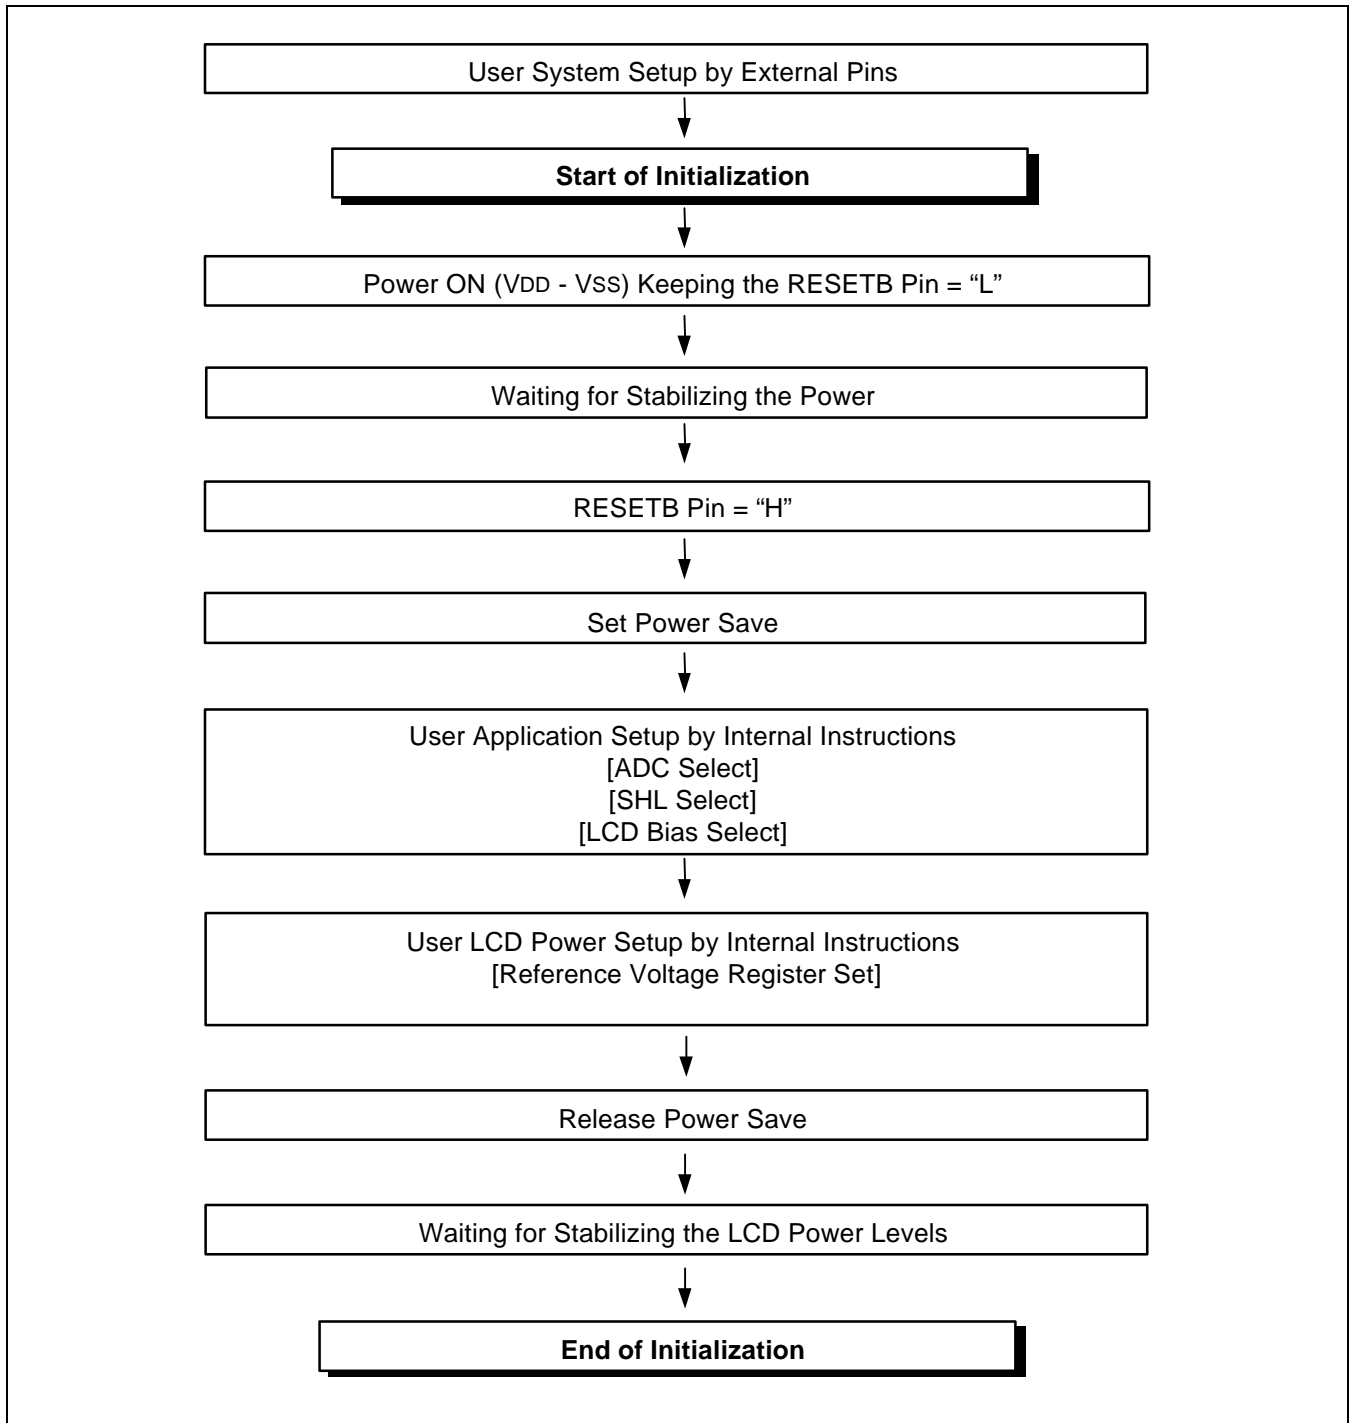 User System Setup by External Pins
Start of Initialization
Power ON (VDD - VSS) Keeping the RESETB Pin = “L”
Waiting for Stabilizing the Power
RESETB Pin = “H”
Set Power Save
User Application Setup by Internal Instructions
[ADC Select]
[SHL Select]
[LCD Bias Select]
User LCD Power Setup by Internal Instructions
[Reference Voltage Register Set]
Release Power Save
Waiting for Stabilizing the LCD Power Levels
End of Initialization